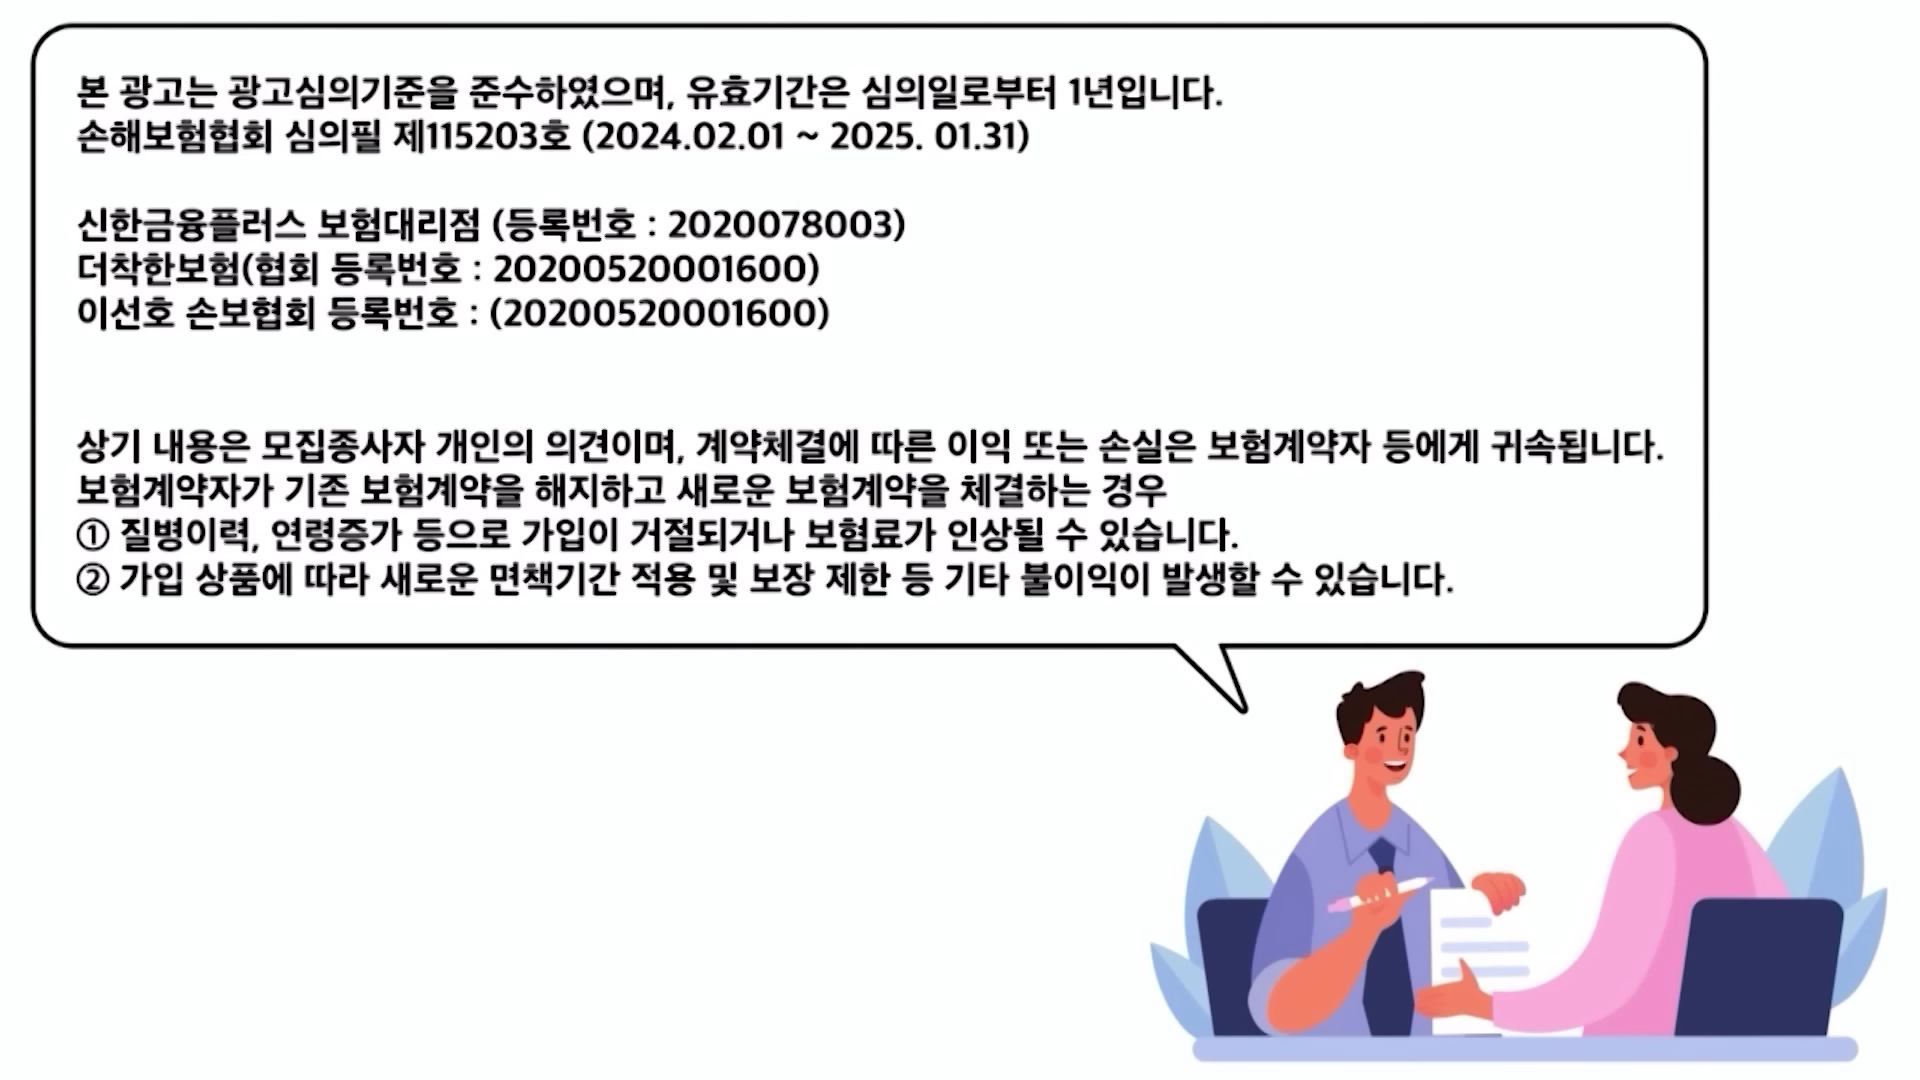 본 광고는 광고심의기준을 준수하였으며, 유효기간은 심의일로부터 1년입니다.
손해보험협회 심의필 제115203호 (2024.02.01 ~ 2025. 01.31)
신한금융플러스 보험대리점 (등록번호 : 2020078003)
더착한보험(협회 등록번호 : 20200520001600)
이선호 손보협회 등록번호 : (20200520001600)
상기 내용은 모집종사자 개인의 의견이며, 계약체결에 따른 이익 또는 손실은 보험계약자 등에게 귀속됩니다.
보험계약자가 기존 보험계약을 해지하고 새로운 보험계약을 체결하는 경우
① 질병이력, 연령증가 등으로 가입이 거절되거나 보혐료가 인상될 수 있습니다.
② 가입 상품에 따라 새로운 면책기간 적용 및 보장 제한 등 기타 불이익이 발생할 수 있습니다.